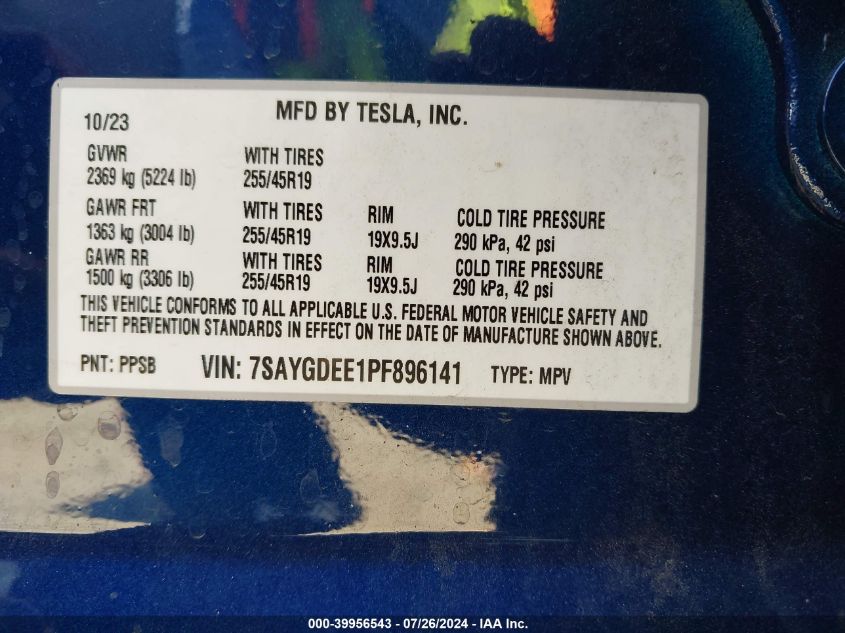 MFD BY TESLA, INC.
10/23
GVWR WITH TIRES
2369 kg (5224 lb) 255/45R19
GAWR FRT WITH TIRES RIM COLD TIRE PRESSURE
1363 kg (3004 lb) 255/45R19 19X9.5J 290 kPa, 42 psi
GAWR RR WITH TIRES RIM COLD TIRE PRESSURE
1500 kg (3306 lb) 255/45R19 19X9.5J 290 kPa, 42 psi
THIS VEHICLE CONFORMS TO ALL APPLICABLE U.S. FEDERAL MOTOR VEHICLE SAFETY AND
THEFT PREVENTION STANDARDS IN EFFECT ON THE DATE OF MANUFACTURE SHOWN ABOVE.
PNT: PPSB VIN: 7SAYGDEE1PF896141 TYPE: MPV
000-39956543 - 07/26/2024 - IAA Inc.